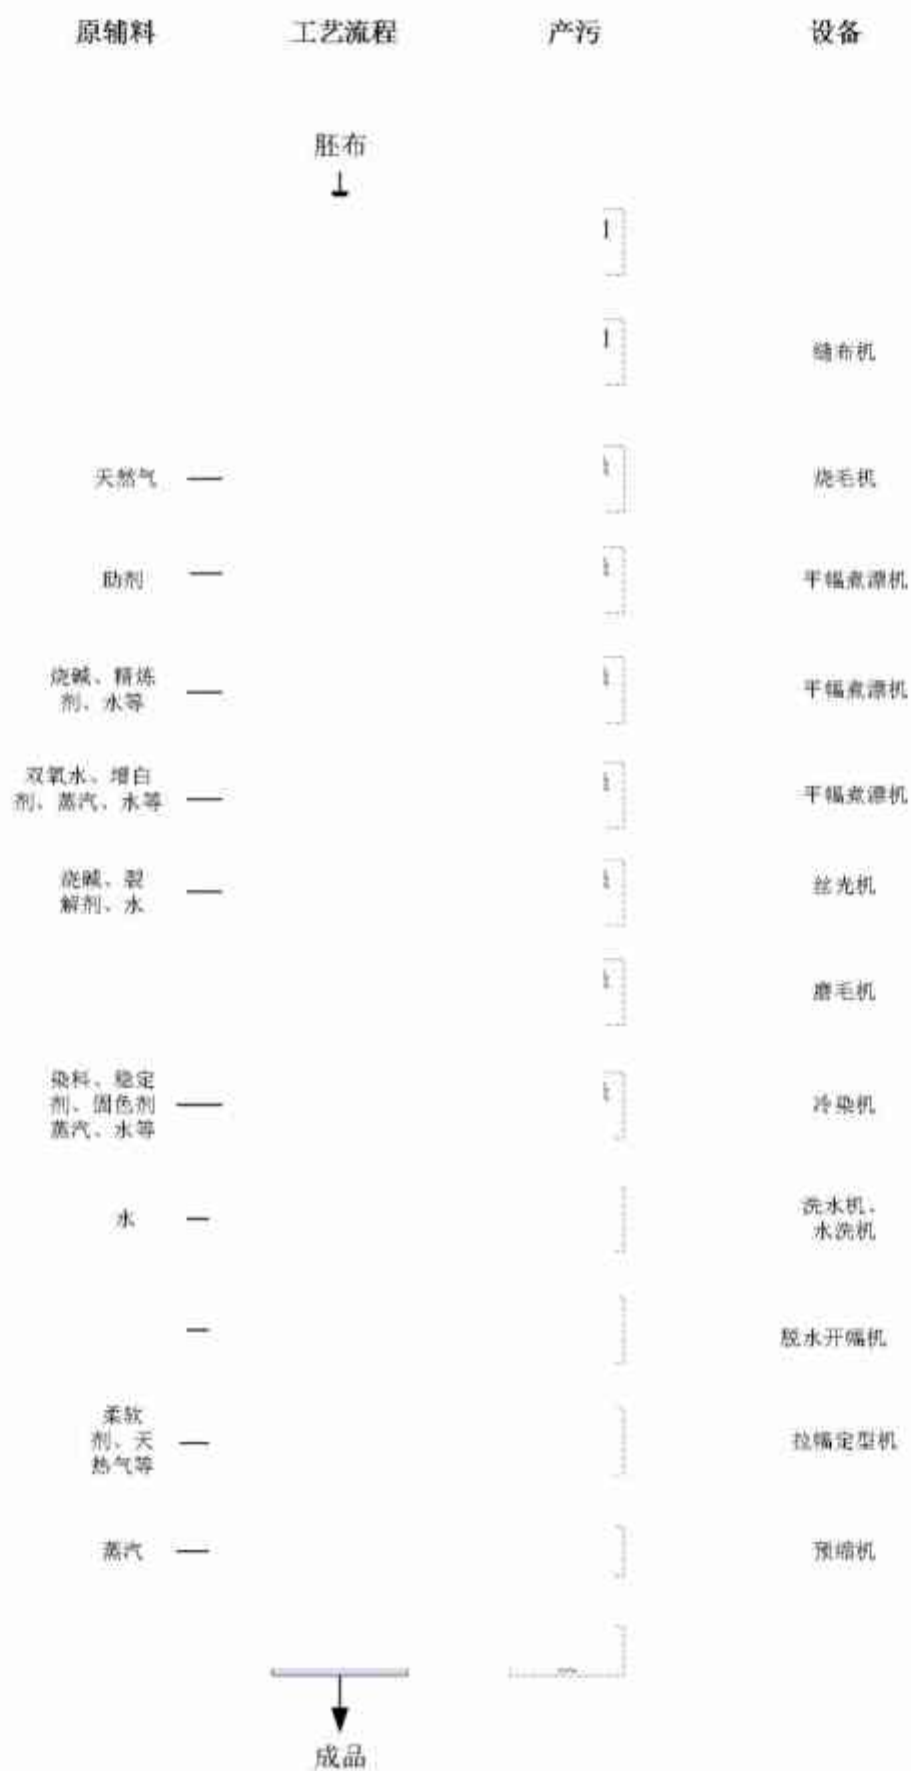 原辅料 工艺流程 产污 设备
胚布
缝布机
天然气 烧毛机
助剂 平幅煮漂机
烧碱、精炼
剂、水等
平幅煮漂机
双氧水、增白
剂、蒸汽、水等
平幅煮漂机
烧碱、裂
解剂、水
丝光机
磨毛机
染料、稳定
剂、固色剂
蒸汽、水等
冷染机
水
洗水机、
水洗机
脱水开幅机
柔软
剂、天
热气等
拉幅定型机
蒸汽 预缩机
成品